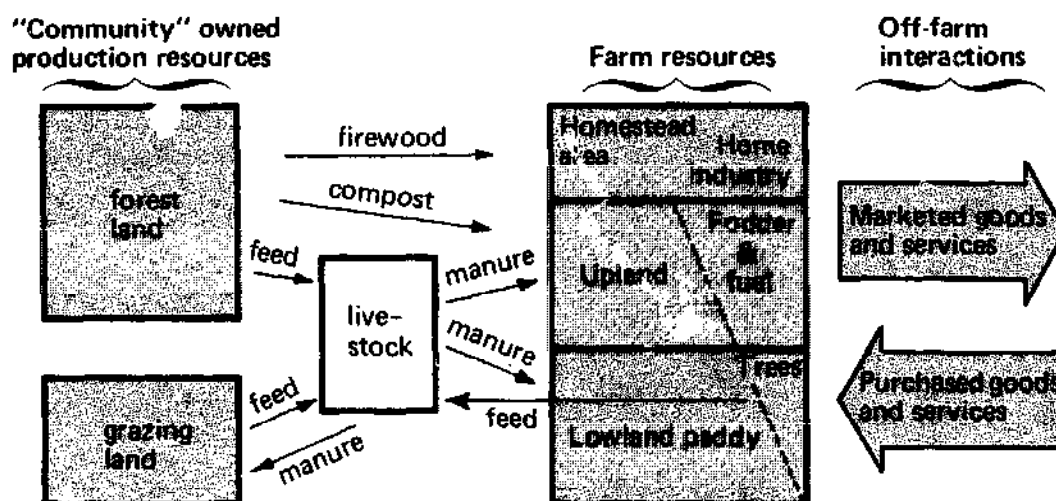 "Community" owned
production resources
Farm resources
Off-farm
interactions
forest
land
firewood
compost
feed
live-
stock
manure
manure
feed
manure
grazing
land
feed
Homestead
area
Home
industry
Upland
Fodder
&
fuel
Trees
Lowland paddy
Marketed goods
and services
Purchased goods
and services